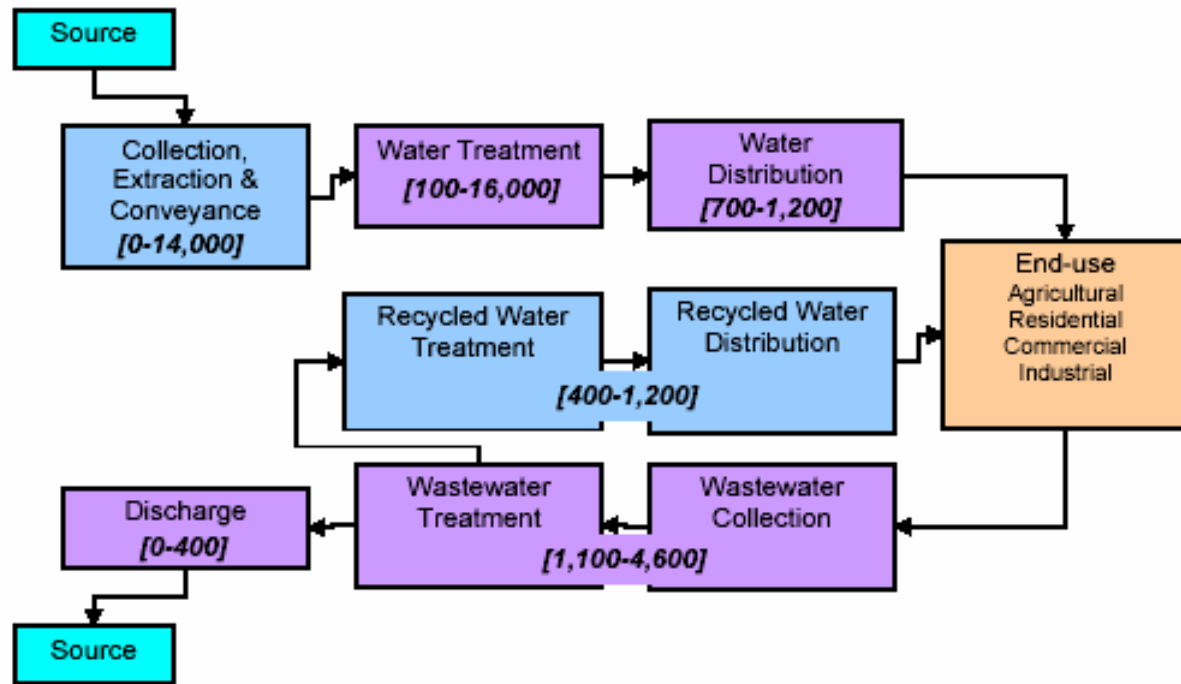 Source
Collection,
Extraction &
Conveyance
[0-14,000]
Water Treatment
[100-16,000]
Water
Distribution
[700-1,200]
End-use
Agricultural
Residential
Commercial
Industrial
Recycled Water
Treatment
Recycled Water
Distribution
[400-1,200]
Wastewater
Treatment
Wastewater
Collection
[1,100-4,600]
Discharge
[0-400]
Source